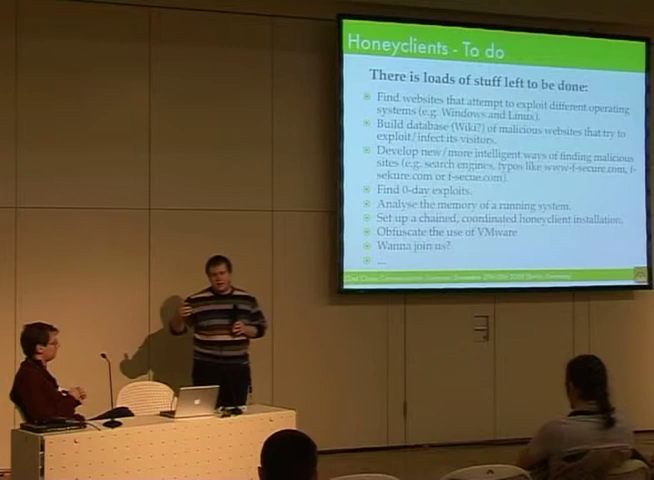 Honeyclients - To do
There is loads of stuff left to be done:
Find websites that attempt to exploit different operating
systems (e.g. Windows and Linux).
Build database (Wiki?) of malicious websites that try to
exploit/infect its visitors.
Develop new/more intelligent ways of finding malicious
sites (e.g. search engines, typos like www-f-secure.com, f-
sekure.com or f-secue.com).
Find 0-day exploits.
Analyse the memory of a running system.
Set up a chained, coordinated honeyclient installation.
Obfuscate the use of VMware
Wanna join us?
...
Chaos Communication Congress, December